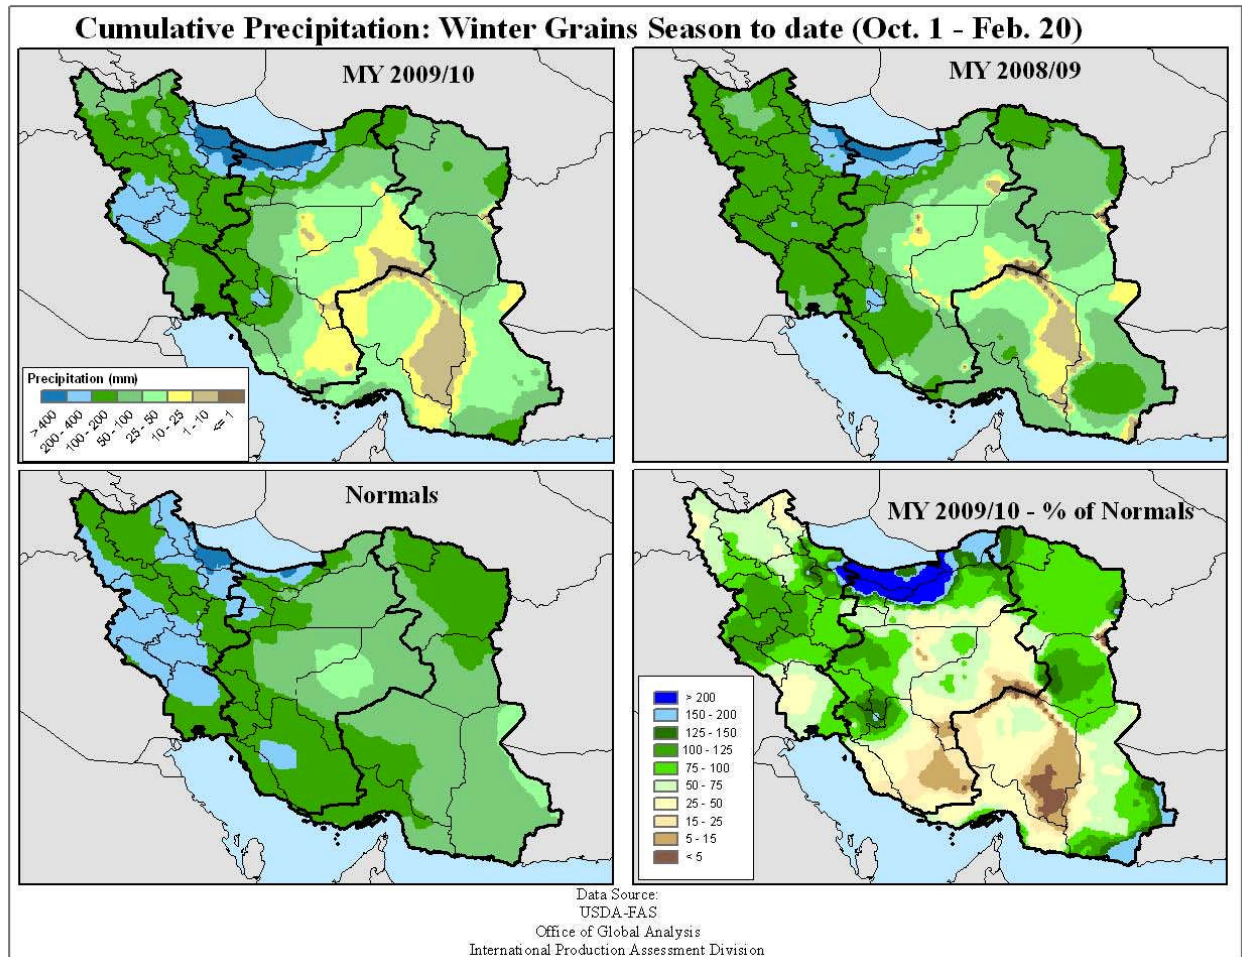 Cumulative Precipitation: Winter Grains Season to date (Oct. 1 - Feb. 20)
MY 2009/10
MY 2008/09
Precipitation (mm)
> 400
200 - 400
100 - 200
50 - 100
25 - 50
10 - 25
1 - 10
<= 1
Normals
MY 2009/10 - % of Normals
> 200
150 - 200
125 - 150
100 - 125
75 - 100
50 - 75
25 - 50
15 - 25
5 - 15
< 5
Data Source:
USDA-FAS
Office of Global Analysis
International Production Assessment Division